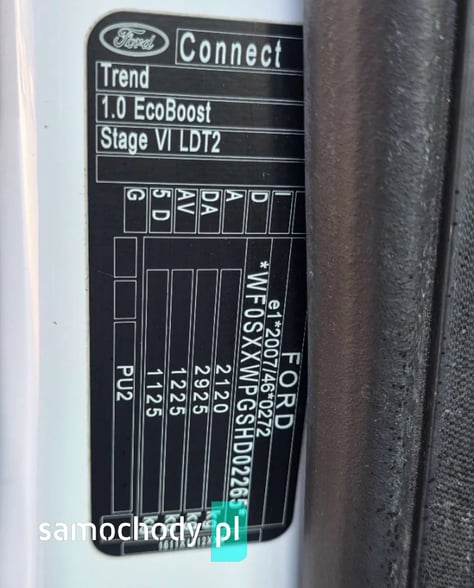 Ford
Connect
Trend
1.0 EcoBoost
Stage VI LDT2
I
D
A
DA
AV
5 D
G
FORD
e1*2007/46*0272
*WF0SXXWPGSHD02265
2120
2925
1225
1125
PU2
samochody.pl